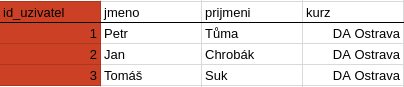 id_uzivatel jmeno prijmeni kurz
1 Petr Tůma DA Ostrava
2 Jan Chrobák DA Ostrava
3 Tomáš Suk DA Ostrava